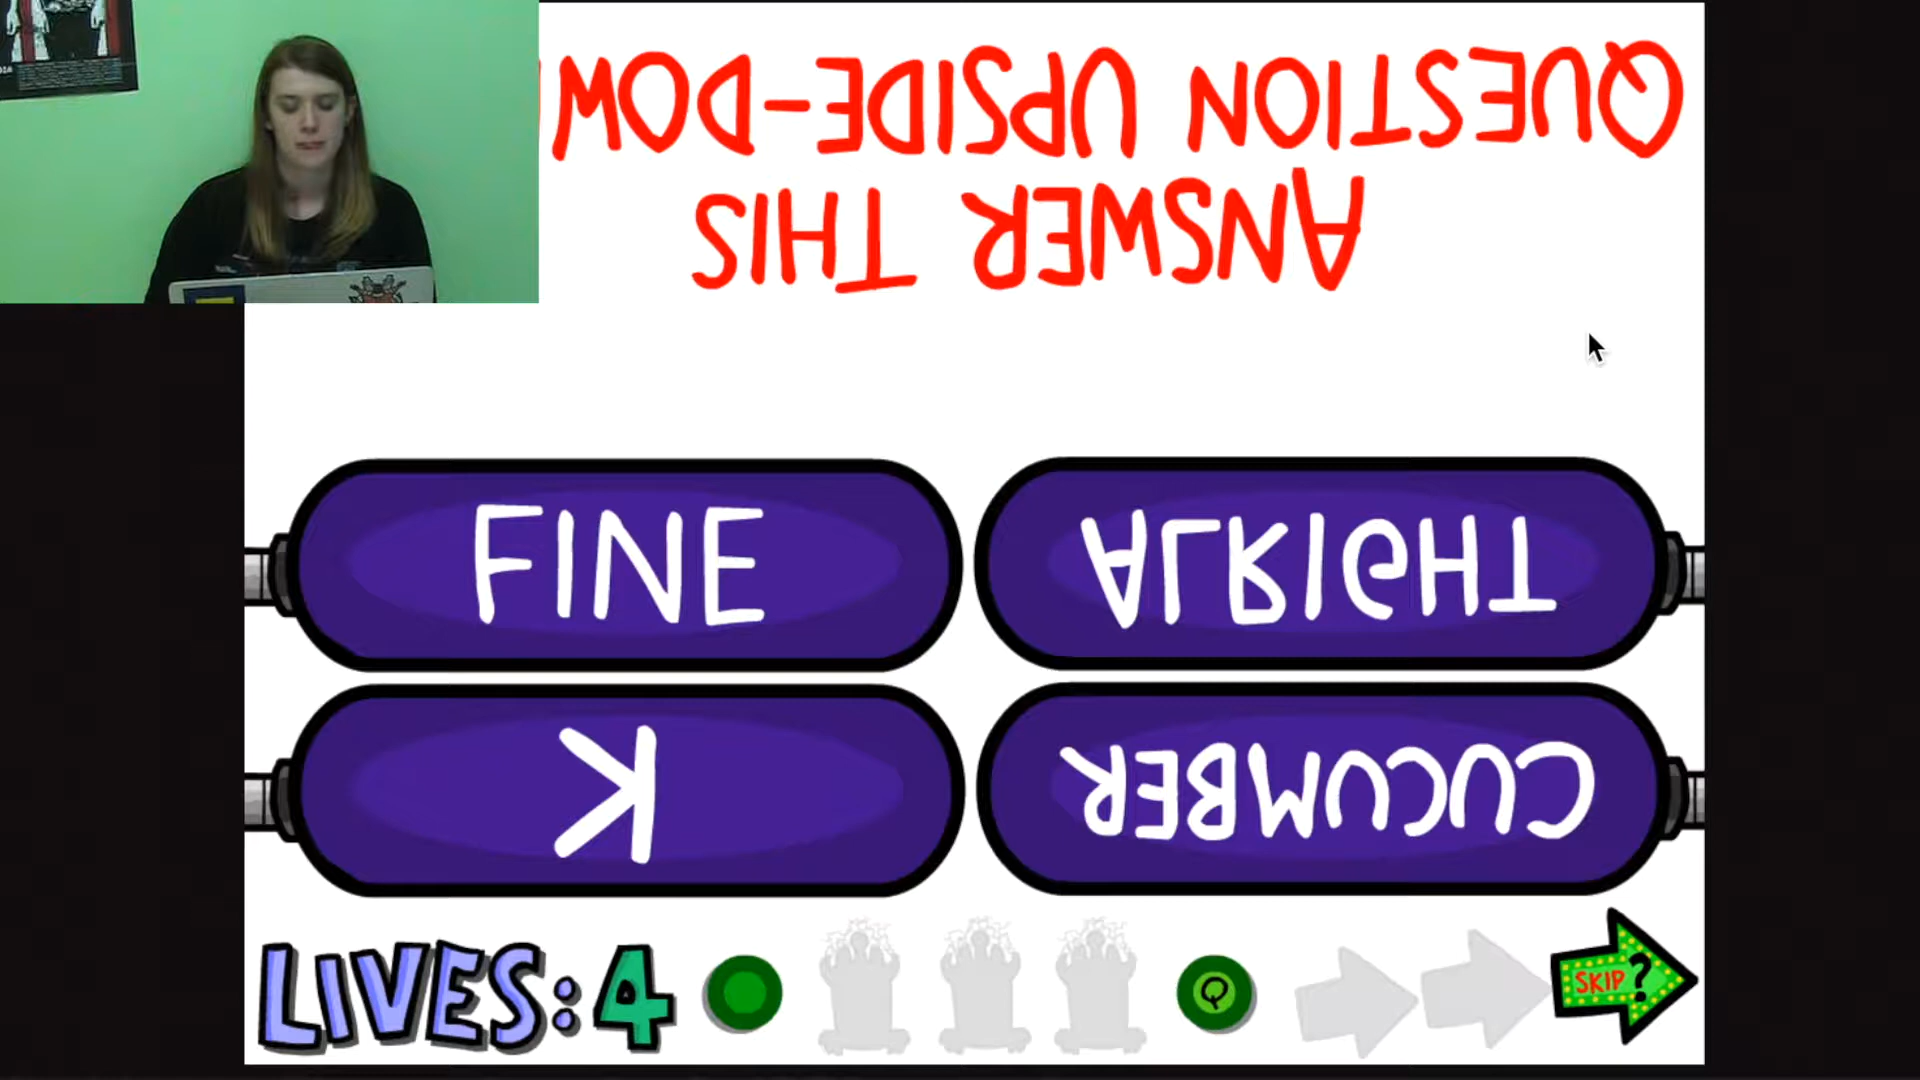 ANSWER THIS
QUESTION UPSIDE-DOW
FINE
ALRIGHT
K
CUCUMBER
LIVES: 4
Q
SKIP?